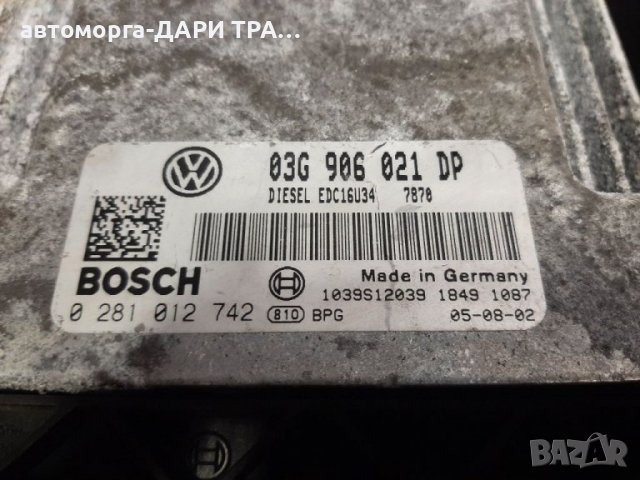 автоморга-ДАРИ ТРА...
03G 906 021 DP
DIESEL EDC16U34 7870
BOSCH
Made in Germany
1039S12039 1849 1087
0 281 012 742 810 BPG 05-08-02
BAZAR